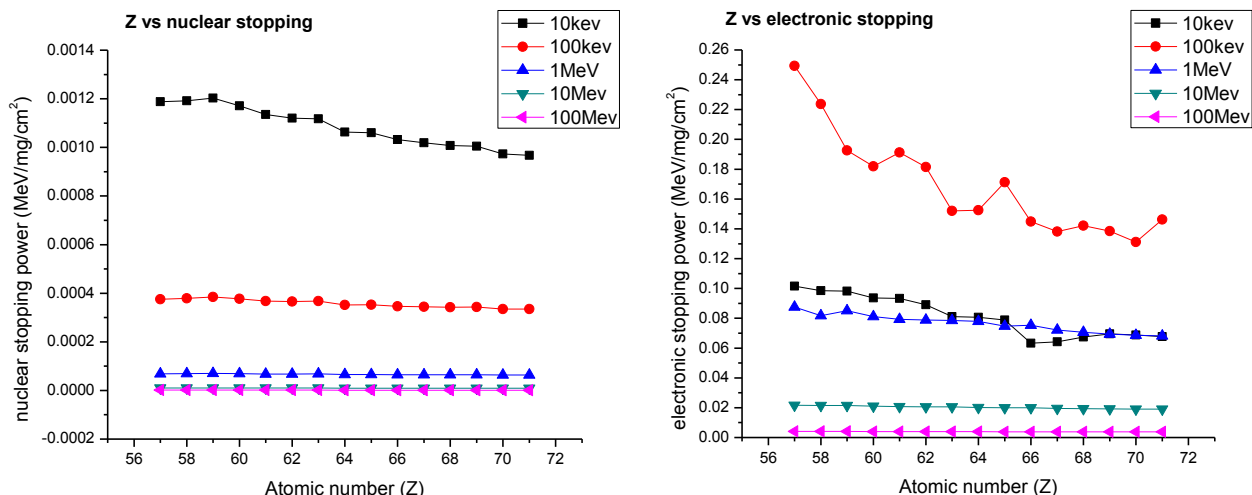 Z vs nuclear stopping
10kev
100kev
1MeV
10Mev
100Mev
0.0014
0.0012
0.0010
0.0008
0.0006
0.0004
0.0002
0.0000
-0.0002
nuclear stopping power (MeV/mg/cm²)
56 58 60 62 64 66 68 70 72
Atomic number (Z)
Z vs electronic stopping
10kev
100kev
1MeV
10Mev
100Mev
0.26
0.24
0.22
0.20
0.18
0.16
0.14
0.12
0.10
0.08
0.06
0.04
0.02
0.00
electronic stopping power (MeV/mg/cm²)
56 58 60 62 64 66 68 70 72
Atomic number (Z)